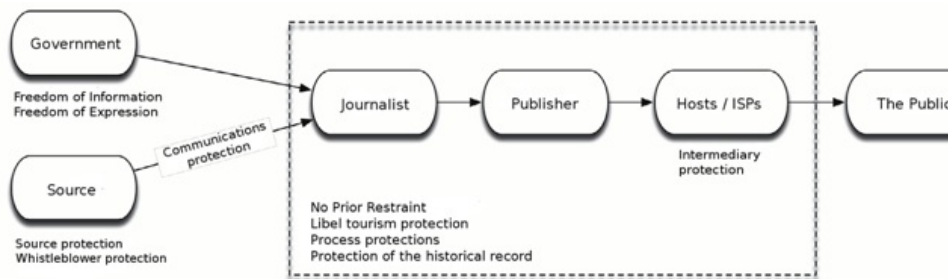 Government
Freedom of Information
Freedom of Expression
Communications
protection
Source
Source protection
Whistleblower protection
Journalist
Publisher
Hosts / ISPs
Intermediary
protection
No Prior Restraint
Libel tourism protection
Process protections
Protection of the historical record
The Public